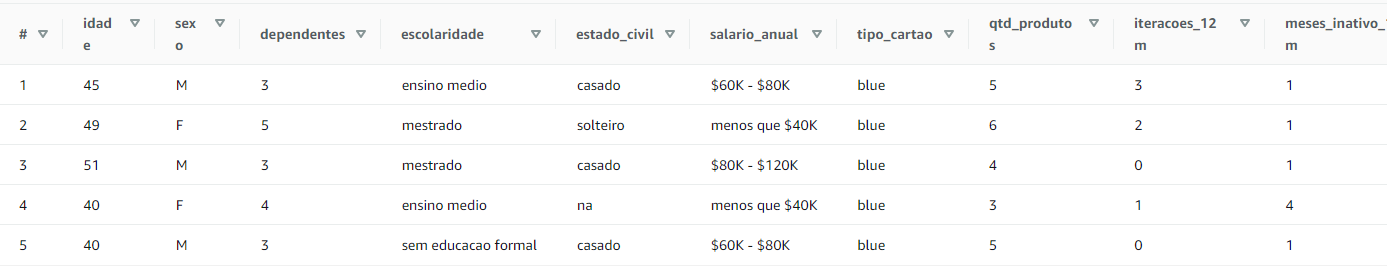 # idade sexo dependentes escolaridade estado_civil salario_anual tipo_cartao qtd_produtos iteracoes_12m meses_inativo_1m
1 45 M 3 ensino medio casado $60K - $80K blue 5 3 1
2 49 F 5 mestrado solteiro menos que $40K blue 6 2 1
3 51 M 3 mestrado casado $80K - $120K blue 4 0 1
4 40 F 4 ensino medio na menos que $40K blue 3 1 4
5 40 M 3 sem educacao formal casado $60K - $80K blue 5 0 1